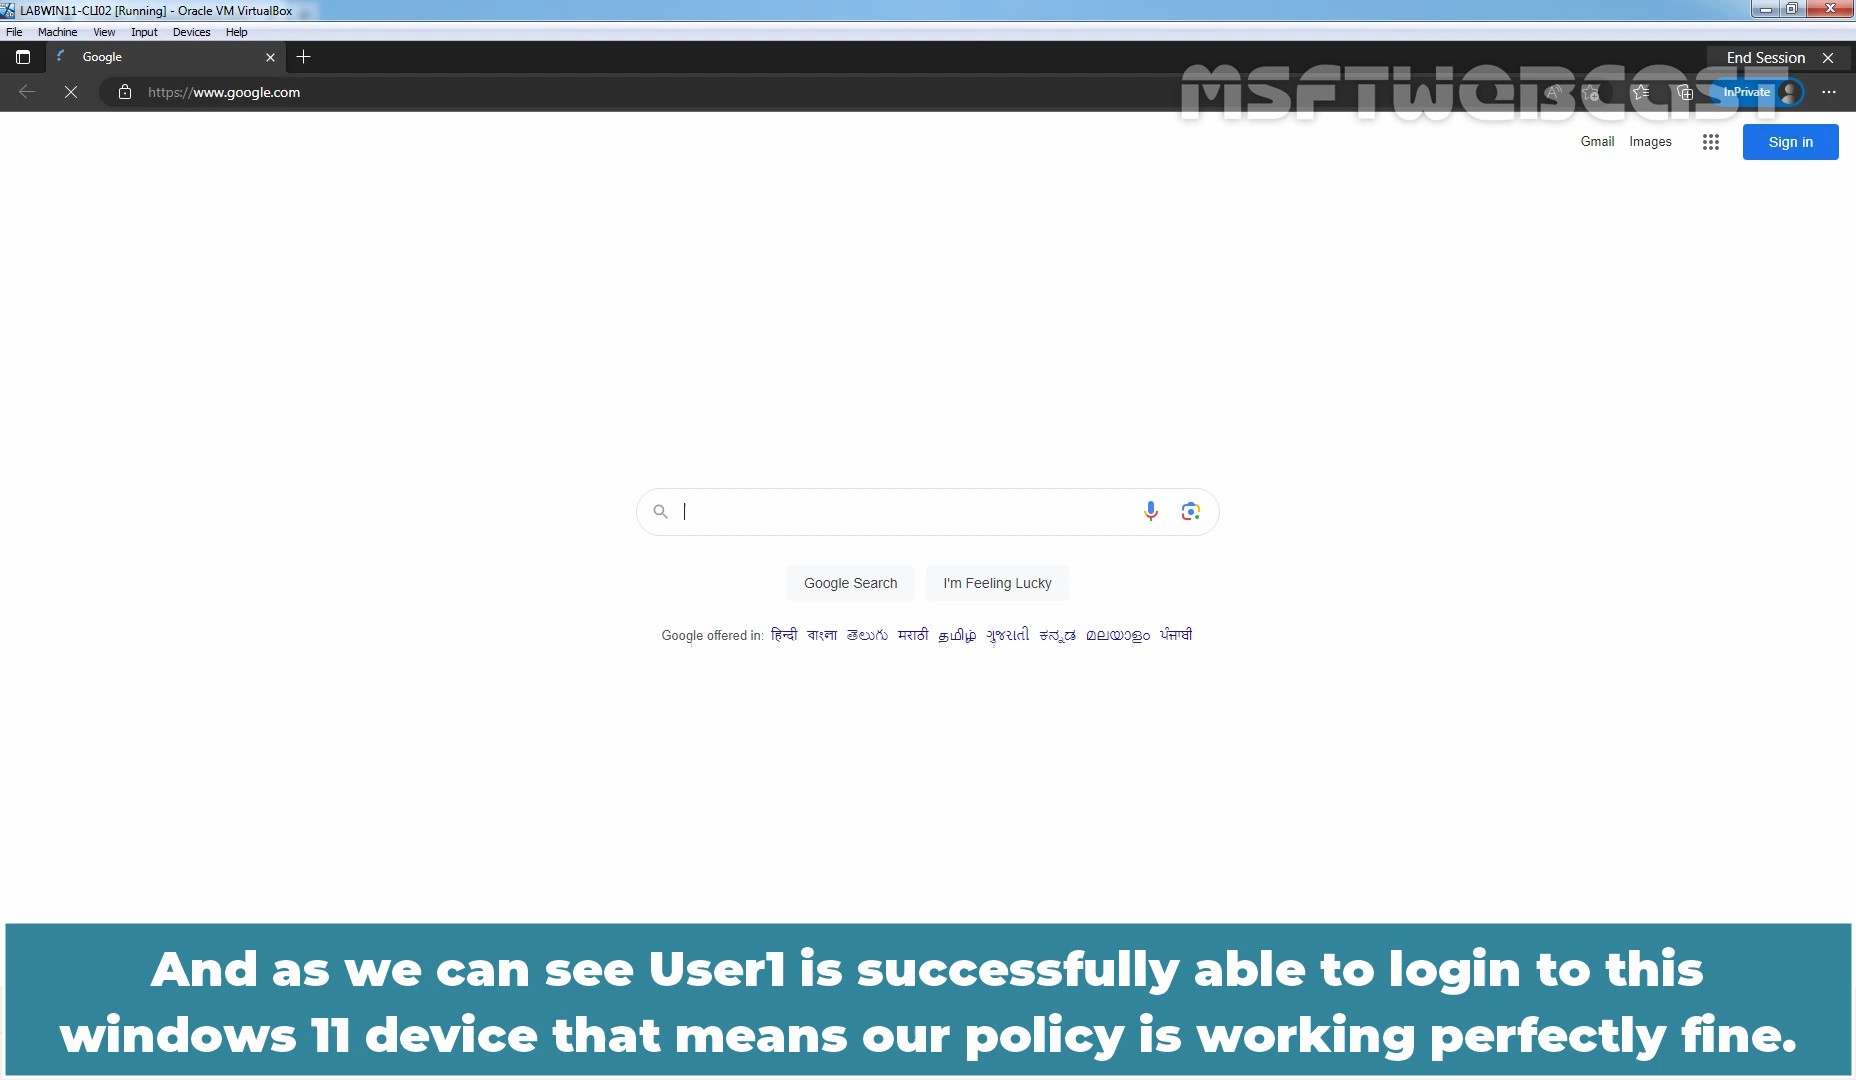 LABWIN11-CLI02 [Running] - Oracle VM VirtualBox
File Machine View Input Devices Help
Google
End Session
https://www.google.com
InPrivate
MSFTWEBCAST
Gmail Images
Sign in
Google Search I'm Feeling Lucky
Google offered in: हिन्दी বাংলা తెలుగు मराठी தமிழ் ગુજરાતી ಕನ್ನಡ മലയാളം ਪੰਜਾਬੀ
And as we can see User1 is successfully able to login to this
windows 11 device that means our policy is working perfectly fine.